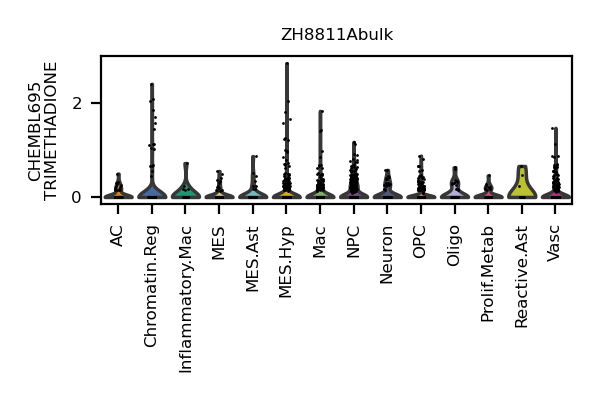 ZH8811Abulk
CHEMBL695
TRIMETHADIONE
2
0
AC
Chromatin.Reg
Inflammatory.Mac
MES
MES.Ast
MES.Hyp
Mac
NPC
Neuron
OPC
Oligo
Prolif.Metab
Reactive.Ast
Vasc